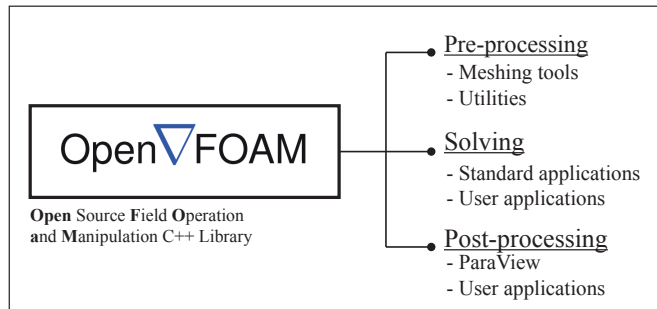 Open∇FOAM
Open Source Field Operation
and Manipulation C++ Library
Pre-processing
- Meshing tools
- Utilities
Solving
- Standard applications
- User applications
Post-processing
- ParaView
- User applications